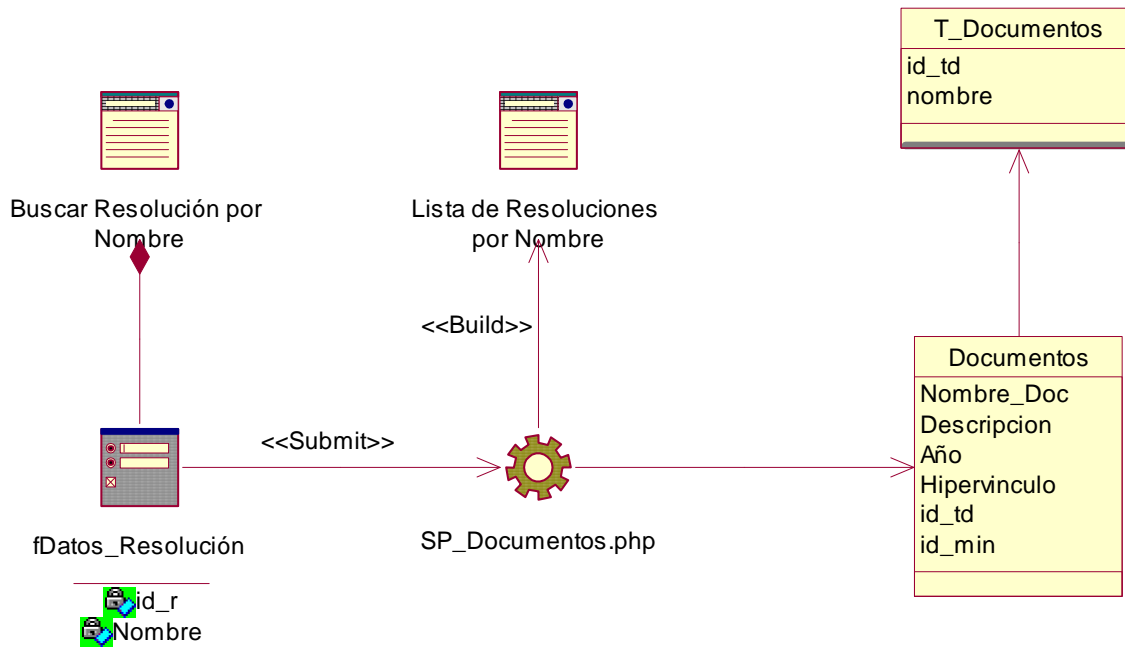 T_Documentos
id_td
nombre
Buscar Resolución por
Nombre
Lista de Resoluciones
por Nombre
<<Build>>
Documentos
Nombre_Doc
Descripcion
Año
Hipervinculo
id_td
id_min
<<Submit>>
fDatos_Resolución
SP_Documentos.php
id_r
Nombre